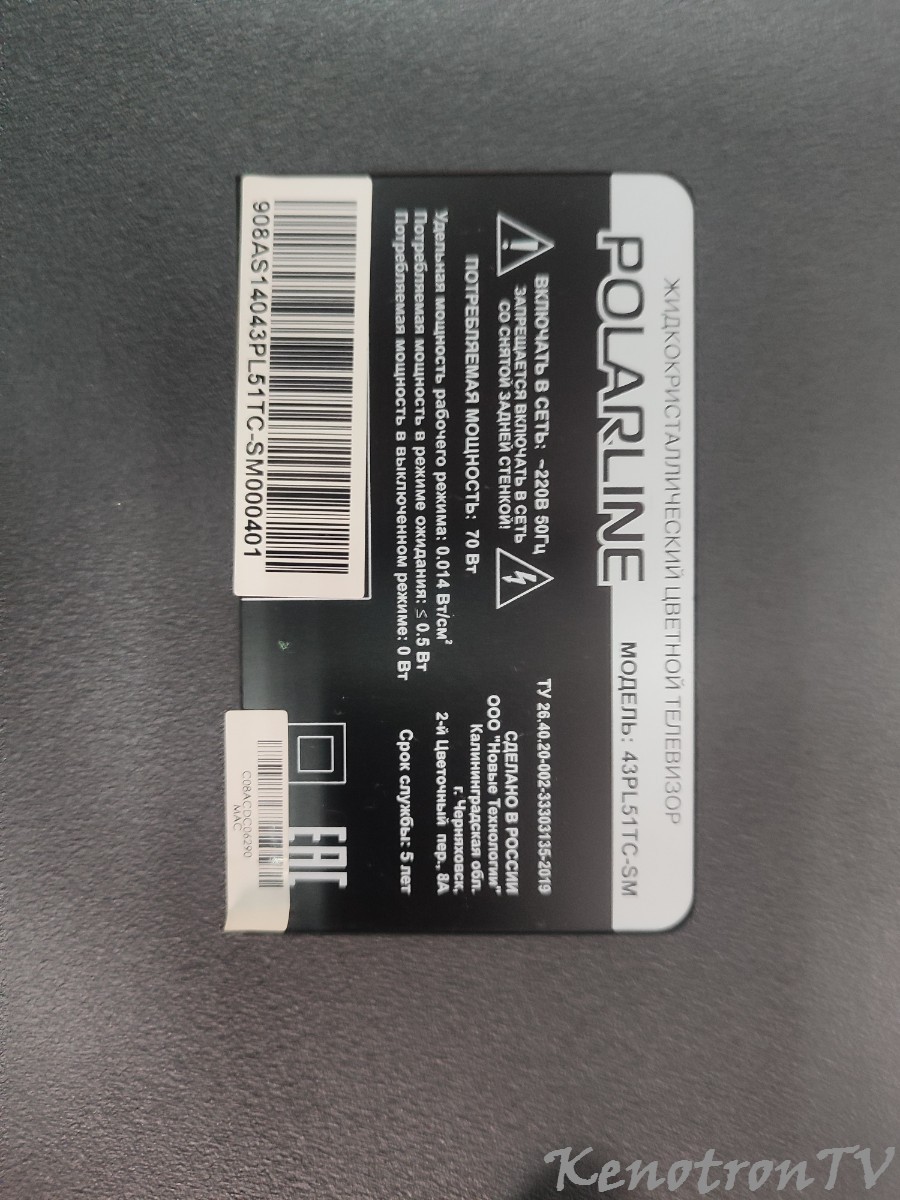 ЖИДКОКРИСТАЛЛИЧЕСКИЙ ЦВЕТНОЙ ТЕЛЕВИЗОР
POLARLINE
МОДЕЛЬ: 43PL51TC-SM
ВКЛЮЧАТЬ В СЕТЬ: ~220В 50Гц
ЗАПРЕЩАЕТСЯ ВКЛЮЧАТЬ В СЕТЬ
СО СНЯТОЙ ЗАДНЕЙ СТЕНКОЙ!
ПОТРЕБЛЯЕМАЯ МОЩНОСТЬ: 70 Вт
Удельная мощность рабочего режима: 0.014 Вт/см²
Потребляемая мощность в режиме ожидания: ≤ 0.5 Вт
Потребляемая мощность в выключенном режиме: 0 Вт
ТУ 26.40.20-002-33303135-2019
СДЕЛАНО В РОССИИ
ООО "Новые Технологии"
Калининградская обл.
г. Черняховск,
2-й Цветочный пер., 8А
Срок службы: 5 лет
EAC
908AS14043PL51TC-SM000401
C08ACDC06290
MAC
KenotronTV